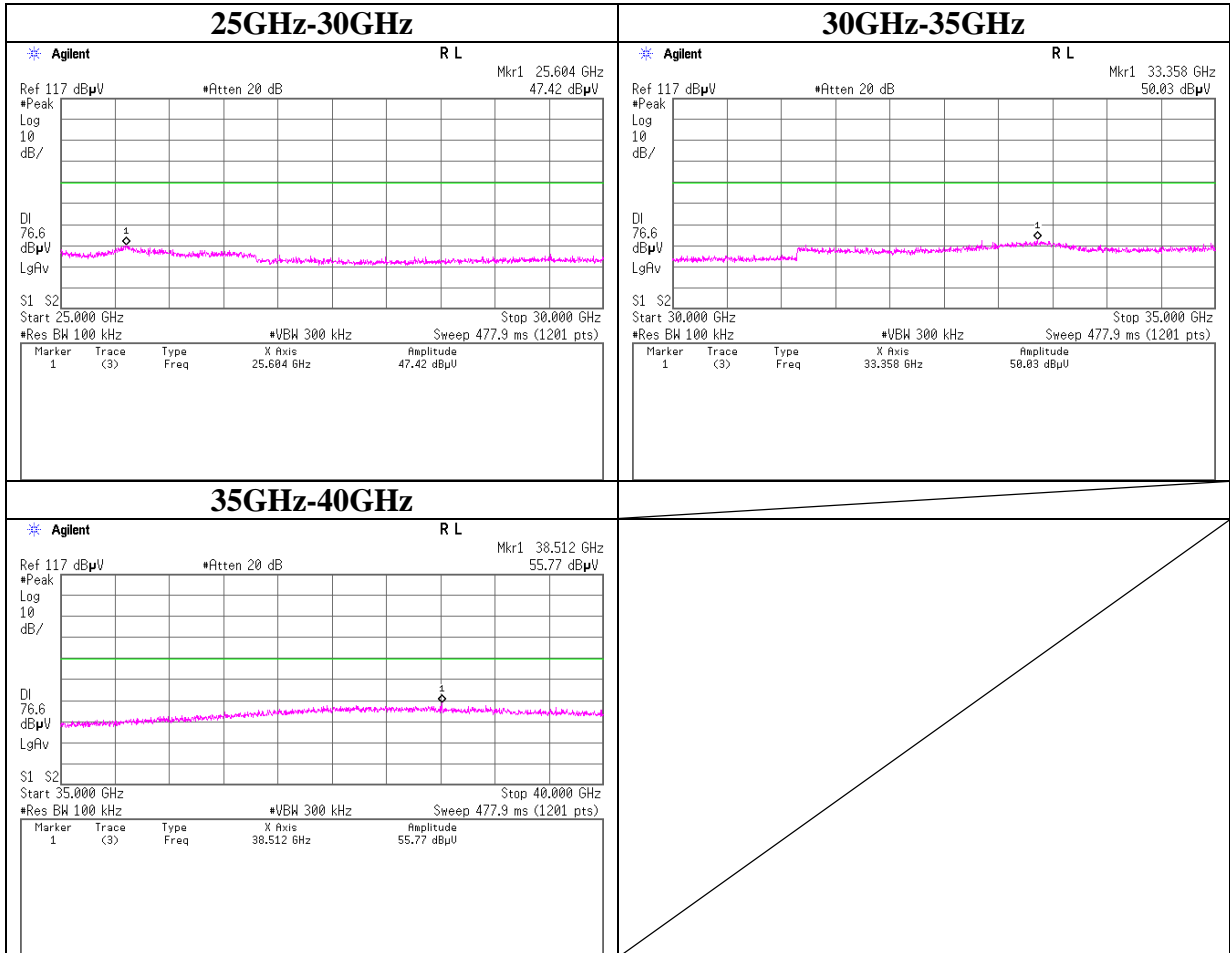 25GHz-30GHz
Agilent R L
Mkr1 25.604 GHz
Ref 117 dBµV #Atten 20 dB 47.42 dBµV
#Peak
Log
10
dB/
1
DI
76.6
dBµV
LgAv
S1 S2
Start 25.000 GHz Stop 30.000 GHz
#Res BW 100 kHz #VBW 300 kHz Sweep 477.9 ms (1201 pts)
Marker Trace Type X Axis Amplitude
1 (3) Freq 25.604 GHz 47.42 dBµV
30GHz-35GHz
Agilent R L
Mkr1 33.358 GHz
Ref 117 dBµV #Atten 20 dB 50.03 dBµV
#Peak
Log
10
dB/
1
DI
76.6
dBµV
LgAv
S1 S2
Start 30.000 GHz Stop 35.000 GHz
#Res BW 100 kHz #VBW 300 kHz Sweep 477.9 ms (1201 pts)
Marker Trace Type X Axis Amplitude
1 (3) Freq 33.358 GHz 50.03 dBµV
35GHz-40GHz
Agilent R L
Mkr1 38.512 GHz
Ref 117 dBµV #Atten 20 dB 55.77 dBµV
#Peak
Log
10
dB/
1
DI
76.6
dBµV
LgAv
S1 S2
Start 35.000 GHz Stop 40.000 GHz
#Res BW 100 kHz #VBW 300 kHz Sweep 477.9 ms (1201 pts)
Marker Trace Type X Axis Amplitude
1 (3) Freq 38.512 GHz 55.77 dBµV